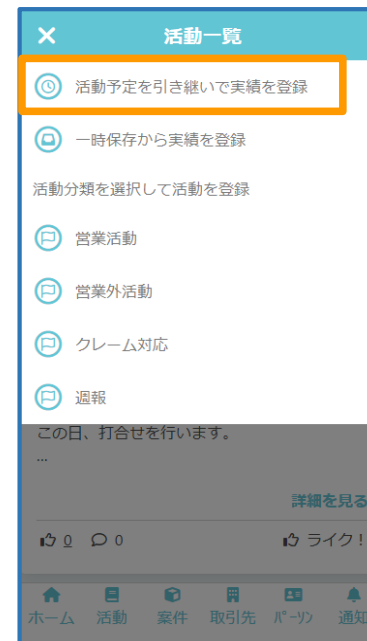 活動一覧
活動予定を引き継いで実績を登録
一時保存から実績を登録
活動分類を選択して活動を登録
営業活動
営業外活動
クレーム対応
週報
この日、打合せを行います。
...
詳細を見る
0 0 ライク!
ホーム 活動 案件 取引先 パーソン 通知